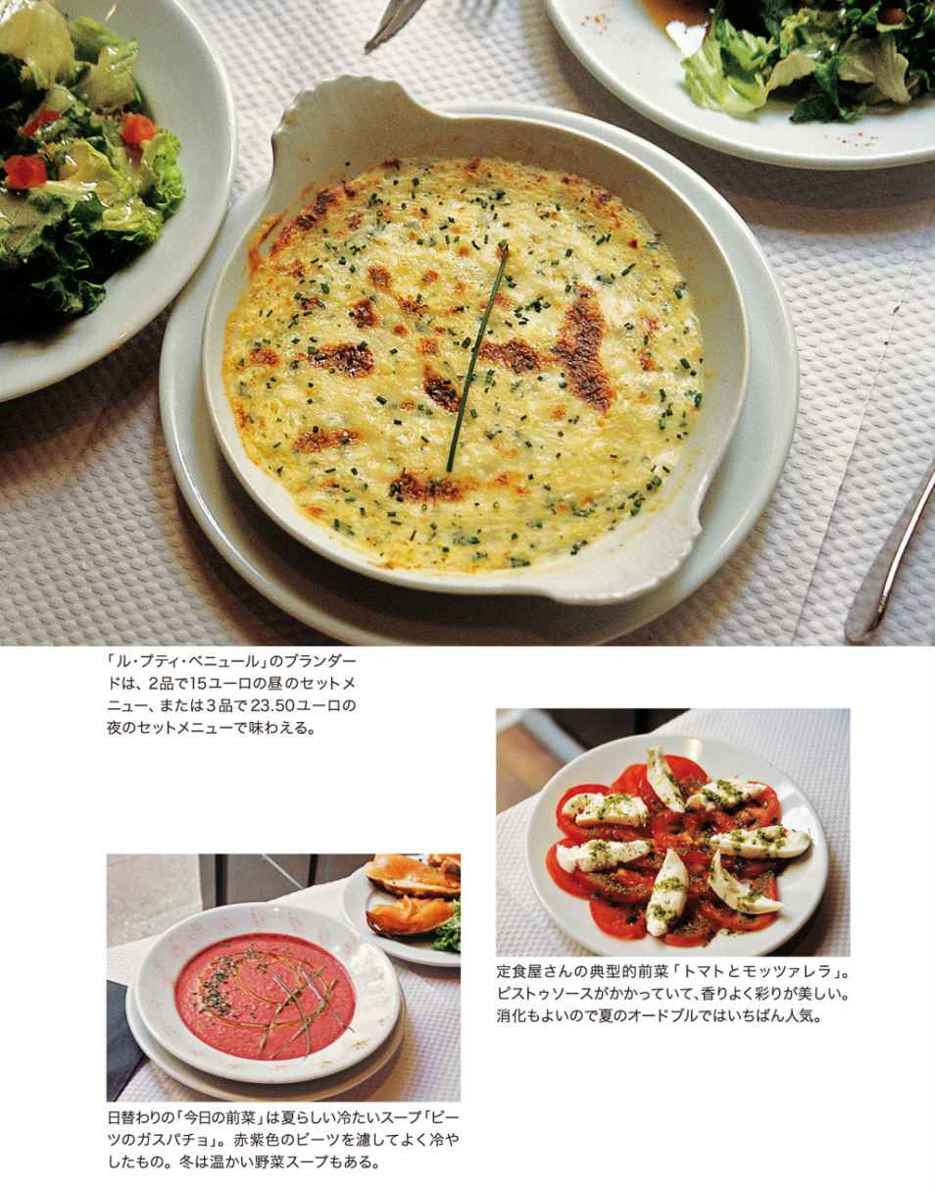 「ル・プティ・ベニュール」のブランダー
ドは、2品で15ユーロの昼のセットメ
ニュー、または3品で23.50ユーロの
夜のセットメニューで味わえる。
定食屋さんの典型的前菜「トマトとモッツァレラ」。
ピストゥソースがかかっていて、香りよく彩りが美しい。
消化もよいので夏のオードブルではいちばん人気。
日替わりの「今日の前菜」は夏らしい冷たいスープ「ビー
ツのガスパチョ」。赤紫色のビーツを濾してよく冷や
したもの。冬は温かい野菜スープもある。